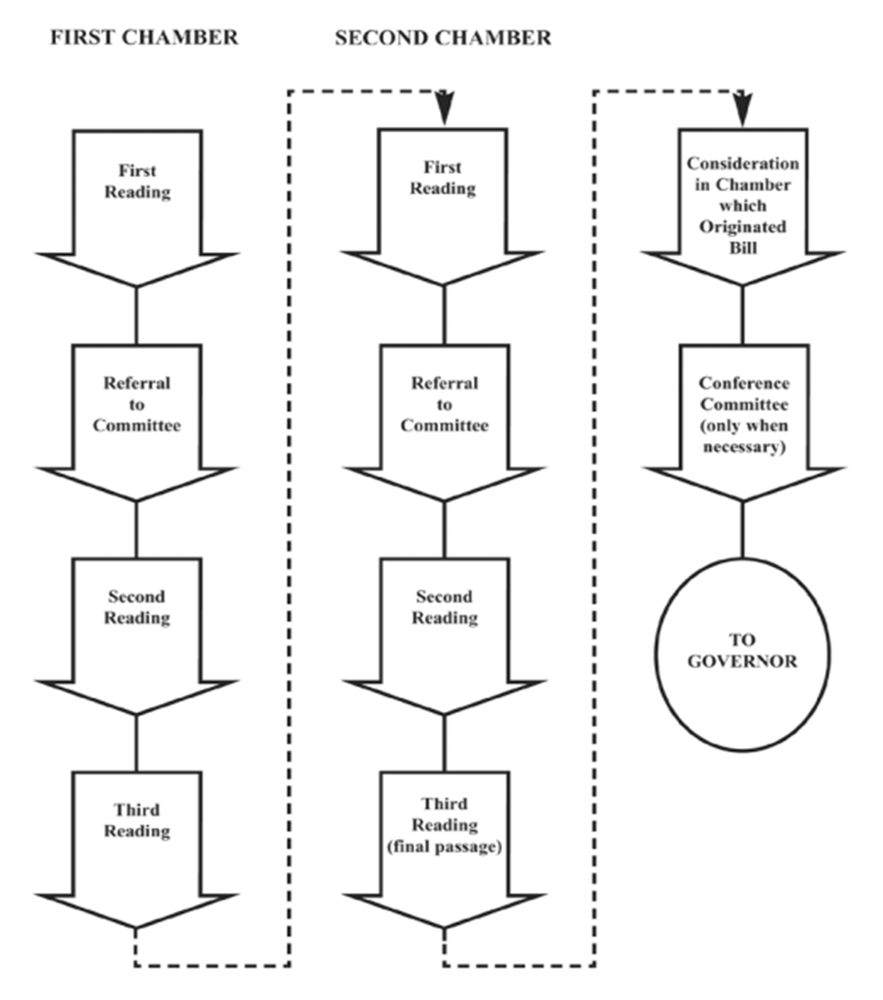 FIRST CHAMBER
First
Reading
Referral
to
Committee
Second
Reading
Third
Reading
SECOND CHAMBER
First
Reading
Referral
to
Committee
Second
Reading
Third
Reading
(final passage)
Consideration
in Chamber
which
Originated
Bill
Conference
Committee
(only when
necessary)
TO
GOVERNOR